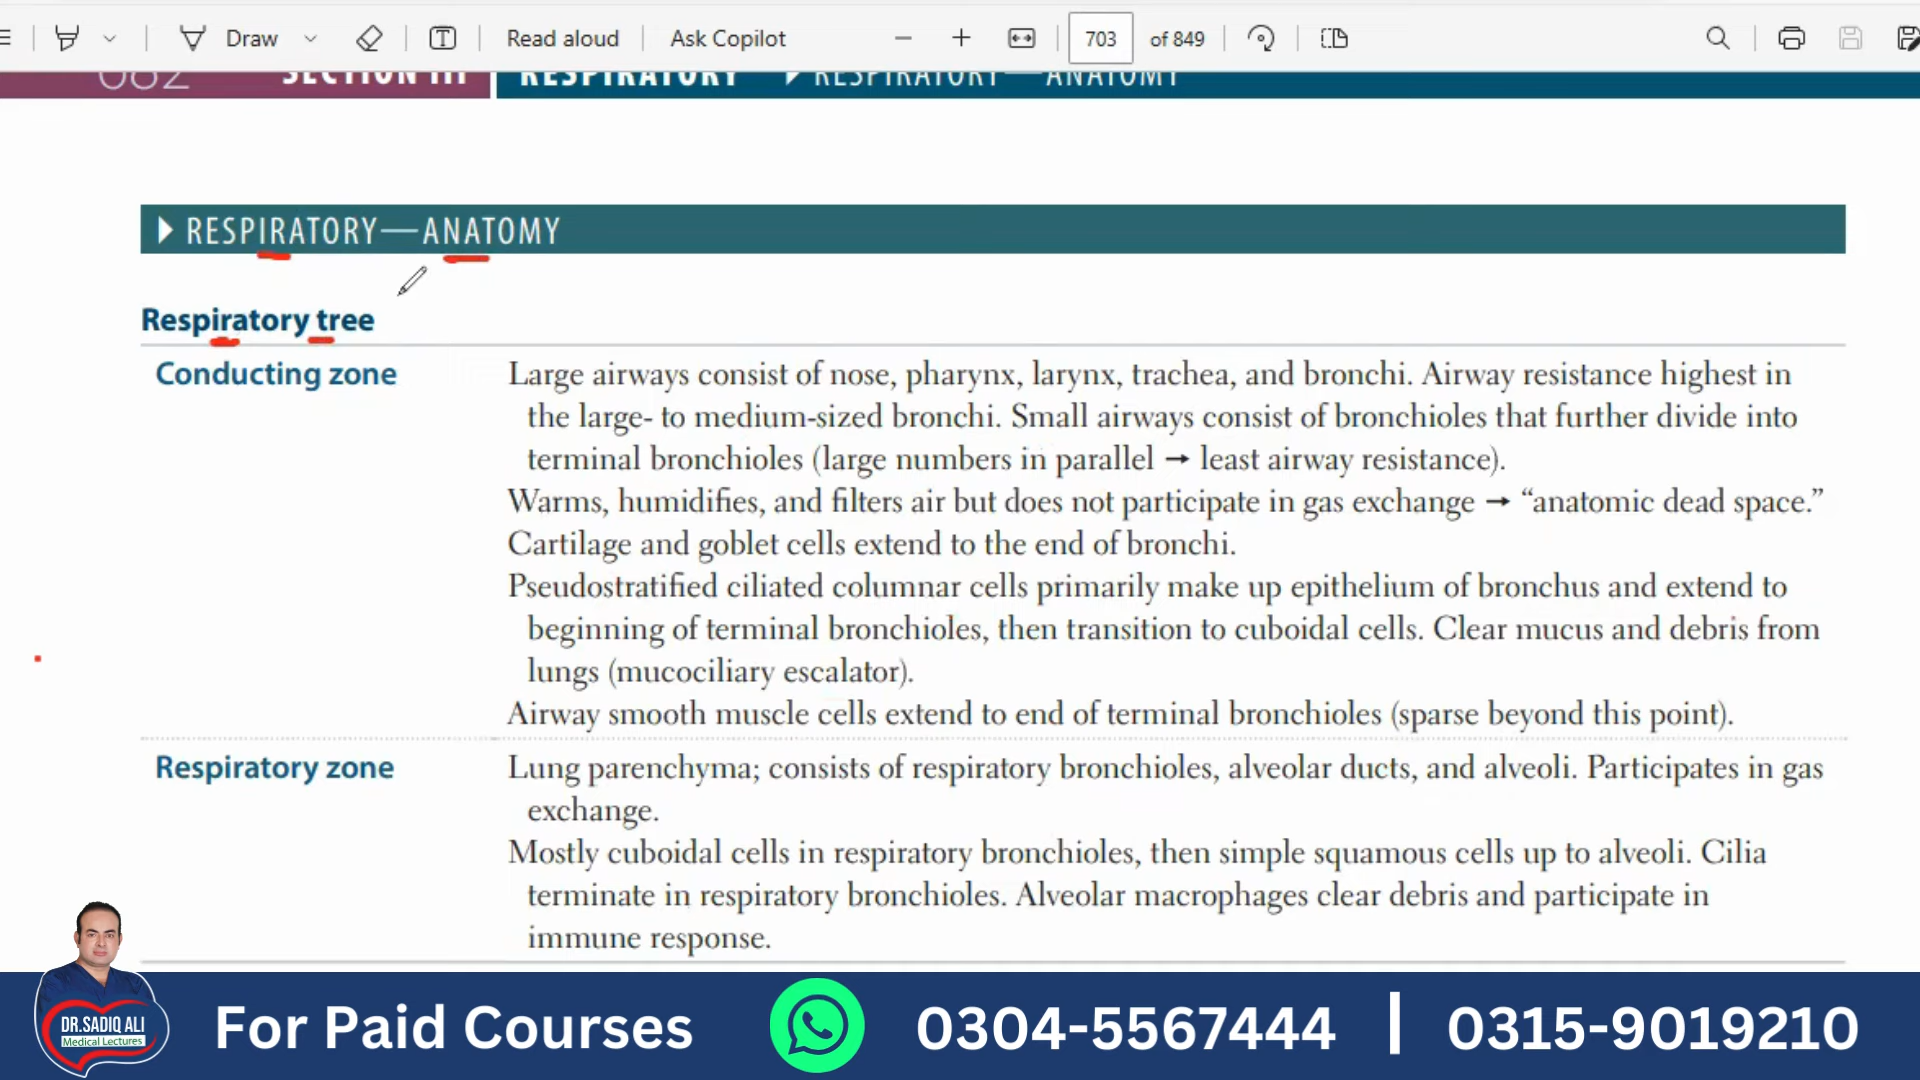 Draw
Read aloud
Ask Copilot
703
of 849
682 SECTION III RESPIRATORY RESPIRATORY—ANATOMY
RESPIRATORY—ANATOMY
Respiratory tree
Conducting zone
Large airways consist of nose, pharynx, larynx, trachea, and bronchi. Airway resistance highest in
the large- to medium-sized bronchi. Small airways consist of bronchioles that further divide into
terminal bronchioles (large numbers in parallel → least airway resistance).
Warms, humidifies, and filters air but does not participate in gas exchange → “anatomic dead space.”
Cartilage and goblet cells extend to the end of bronchi.
Pseudostratified ciliated columnar cells primarily make up epithelium of bronchus and extend to
beginning of terminal bronchioles, then transition to cuboidal cells. Clear mucus and debris from
lungs (mucociliary escalator).
Airway smooth muscle cells extend to end of terminal bronchioles (sparse beyond this point).
Respiratory zone
Lung parenchyma; consists of respiratory bronchioles, alveolar ducts, and alveoli. Participates in gas
exchange.
Mostly cuboidal cells in respiratory bronchioles, then simple squamous cells up to alveoli. Cilia
terminate in respiratory bronchioles. Alveolar macrophages clear debris and participate in
immune response.
DR.SADIQ ALI
Medical Lectures
For Paid Courses
0304-5567444 | 0315-9019210